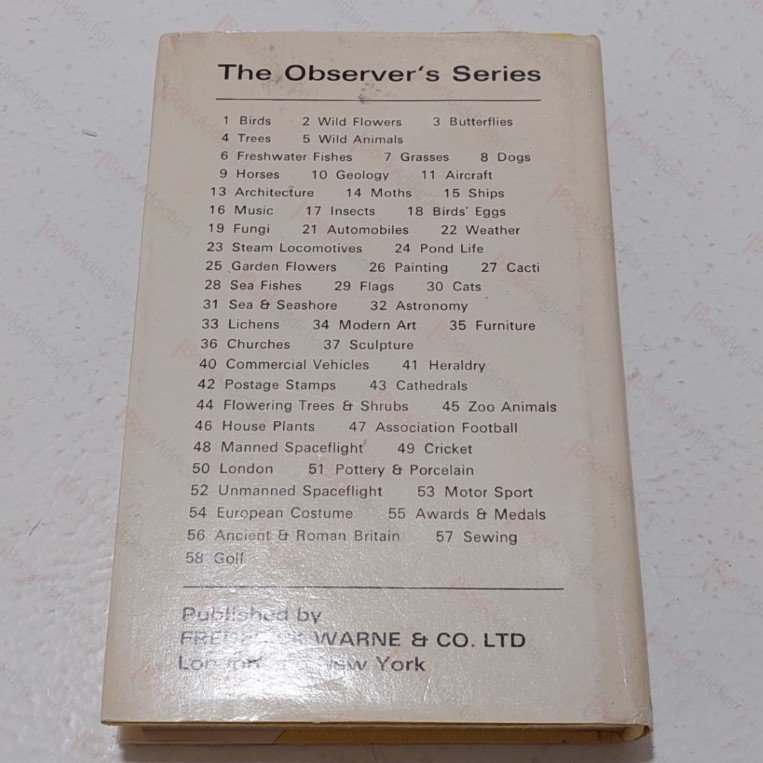 The Observer's Series
1 Birds 2 Wild Flowers 3 Butterflies
4 Trees 5 Wild Animals
6 Freshwater Fishes 7 Grasses 8 Dogs
9 Horses 10 Geology 11 Aircraft
13 Architecture 14 Moths 15 Ships
16 Music 17 Insects 18 Birds' Eggs
19 Fungi 21 Automobiles 22 Weather
23 Steam Locomotives 24 Pond Life
25 Garden Flowers 26 Painting 27 Cacti
28 Sea Fishes 29 Flags 30 Cats
31 Sea & Seashore 32 Astronomy
33 Lichens 34 Modern Art 35 Furniture
36 Churches 37 Sculpture
40 Commercial Vehicles 41 Heraldry
42 Postage Stamps 43 Cathedrals
44 Flowering Trees & Shrubs 45 Zoo Animals
46 House Plants 47 Association Football
48 Manned Spaceflight 49 Cricket
50 London 51 Pottery & Porcelain
52 Unmanned Spaceflight 53 Motor Sport
54 European Costume 55 Awards & Medals
56 Ancient & Roman Britain 57 Sewing
58 Golf
Published by
FREDERICK WARNE & CO. LTD
London New York